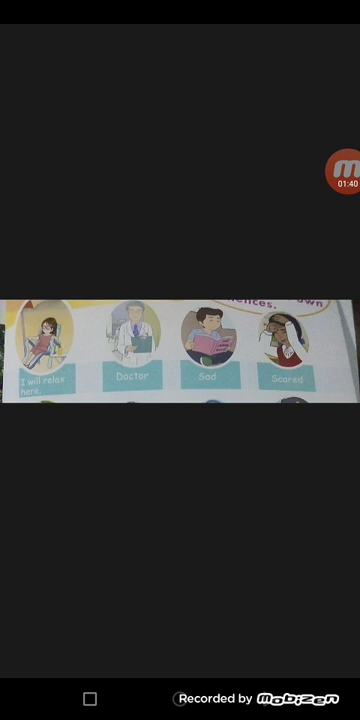 01:40
own
ences.
I will relax
here.
Doctor
Sad
Scared
Recorded by mobizen